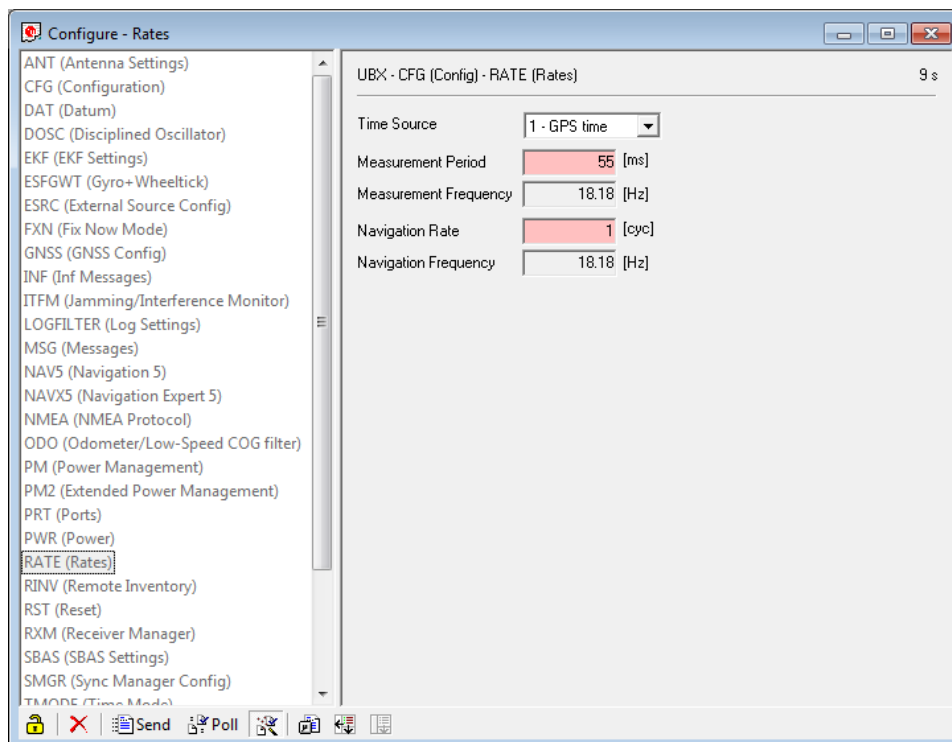 Configure - Rates
ANT (Antenna Settings)
CFG (Configuration)
DAT (Datum)
DOSC (Disciplined Oscillator)
EKF (EKF Settings)
ESFGWT (Gyro+Wheeltick)
ESRC (External Source Config)
FXN (Fix Now Mode)
GNSS (GNSS Config)
INF (Inf Messages)
ITFM (Jamming/Interference Monitor)
LOGFILTER (Log Settings)
MSG (Messages)
NAV5 (Navigation 5)
NAVX5 (Navigation Expert 5)
NMEA (NMEA Protocol)
ODO (Odometer/Low-Speed COG filter)
PM (Power Management)
PM2 (Extended Power Management)
PRT (Ports)
PWR (Power)
RATE (Rates)
RINV (Remote Inventory)
RST (Reset)
RXM (Receiver Manager)
SBAS (SBAS Settings)
SMGR (Sync Manager Config)
TMODE (Time Mode)
UBX - CFG (Config) - RATE (Rates) 9 s
Time Source 1 - GPS time
Measurement Period 55 [ms]
Measurement Frequency 18.18 [Hz]
Navigation Rate 1 [cyc]
Navigation Frequency 18.18 [Hz]
Send Poll